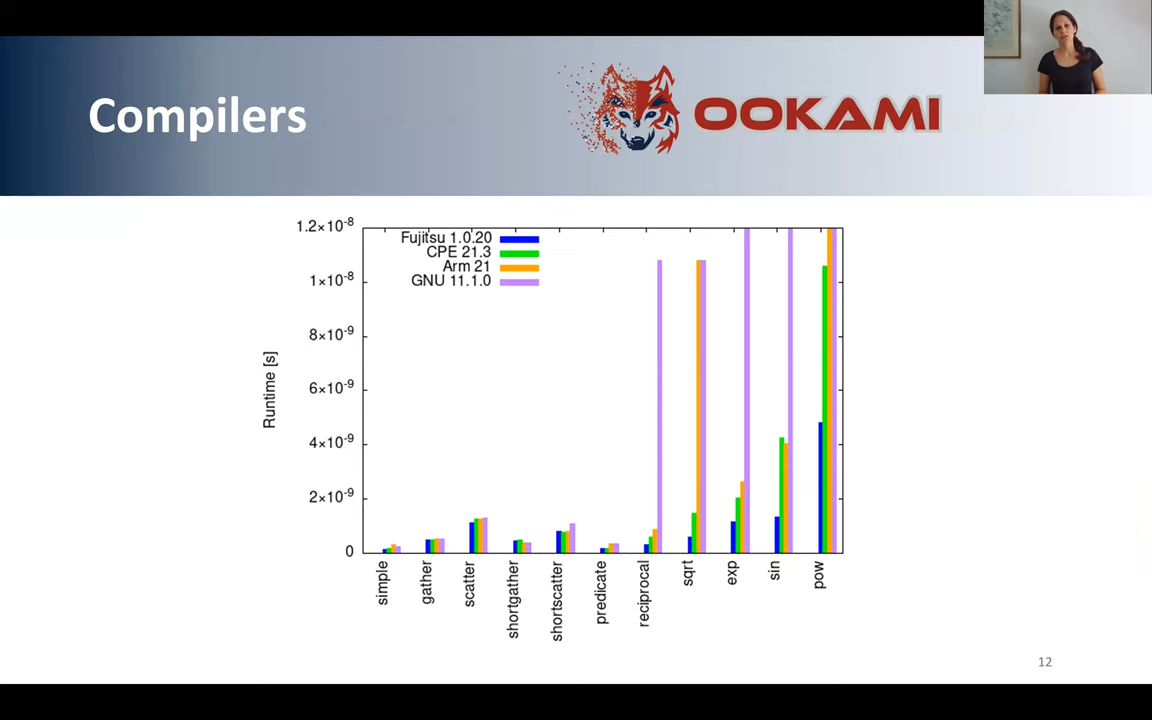 Compilers
OOKAMI
1.2×10-8
1×10-8
8×10-9
6×10-9
4×10-9
2×10-9
0
Runtime [s]
Fujitsu 1.0.20
CPE 21.3
Arm 21
GNU 11.1.0
simple
gather
scatter
shortgather
shortscatter
predicate
reciprocal
sqrt
exp
sin
pow
12